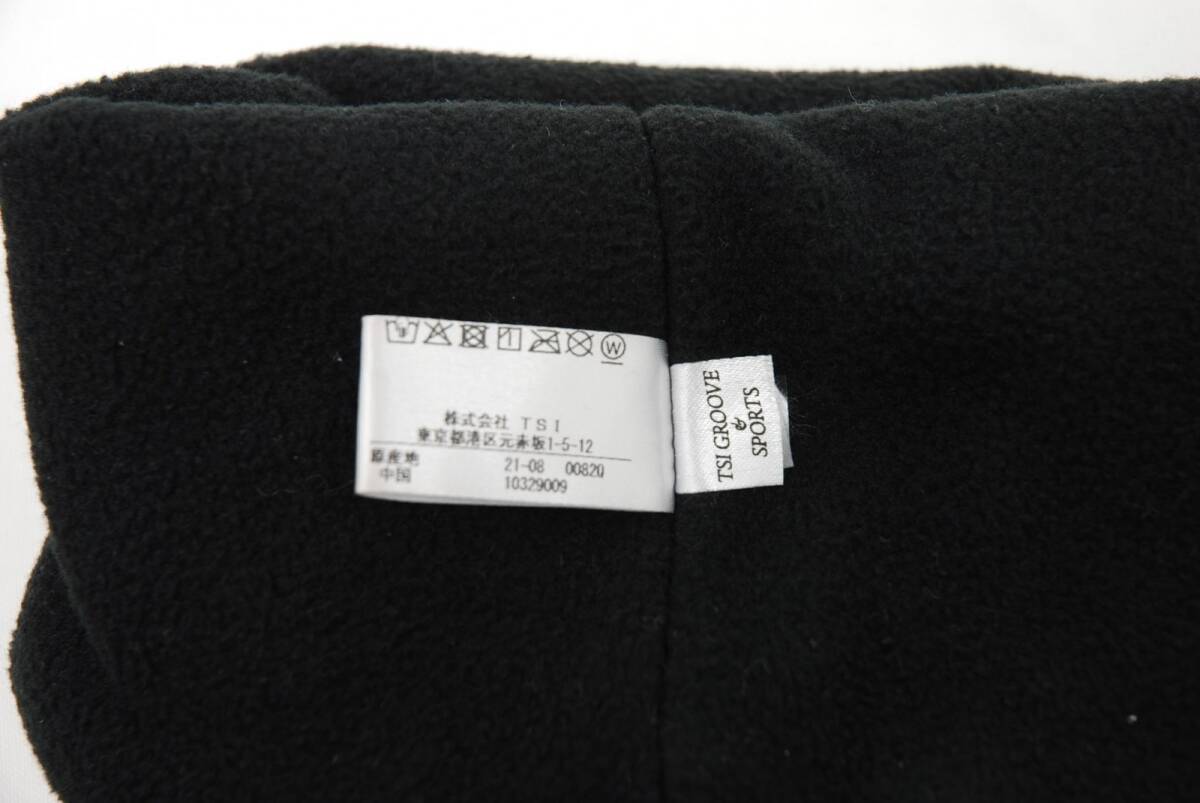 株式会社 TSI
東京都港区元赤坂1-5-12
原産地 21-08 00820
中国 10329009
TSI GROOVE
&
SPORTS
W